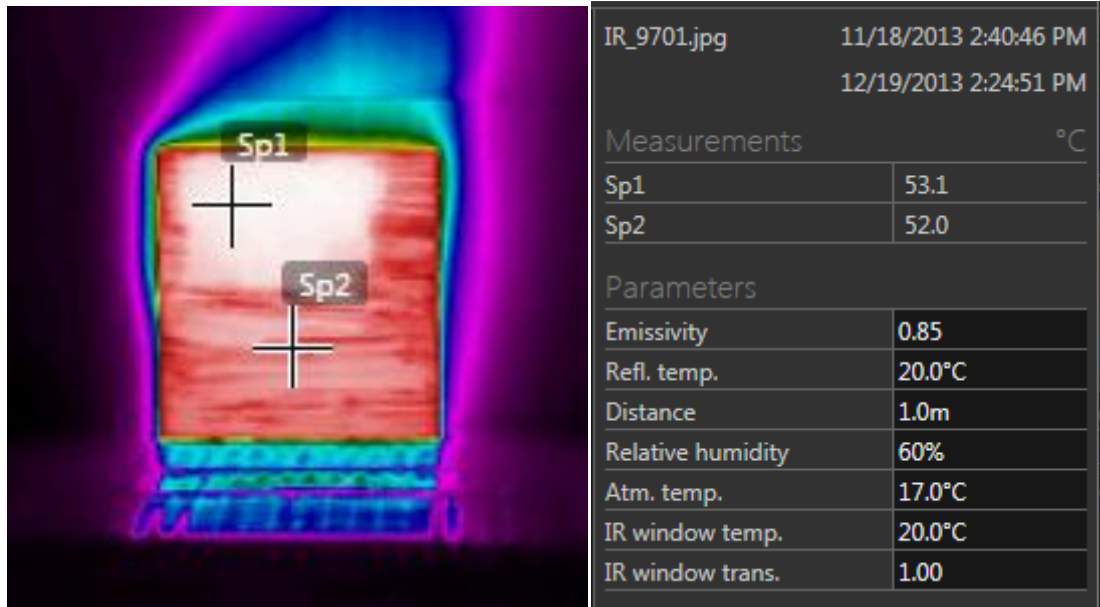 Sp1
Sp2
IR_9701.jpg 11/18/2013 2:40:46 PM
12/19/2013 2:24:51 PM
Measurements °C
Sp1 53.1
Sp2 52.0
Parameters
Emissivity 0.85
Refl. temp. 20.0°C
Distance 1.0m
Relative humidity 60%
Atm. temp. 17.0°C
IR window temp. 20.0°C
IR window trans. 1.00